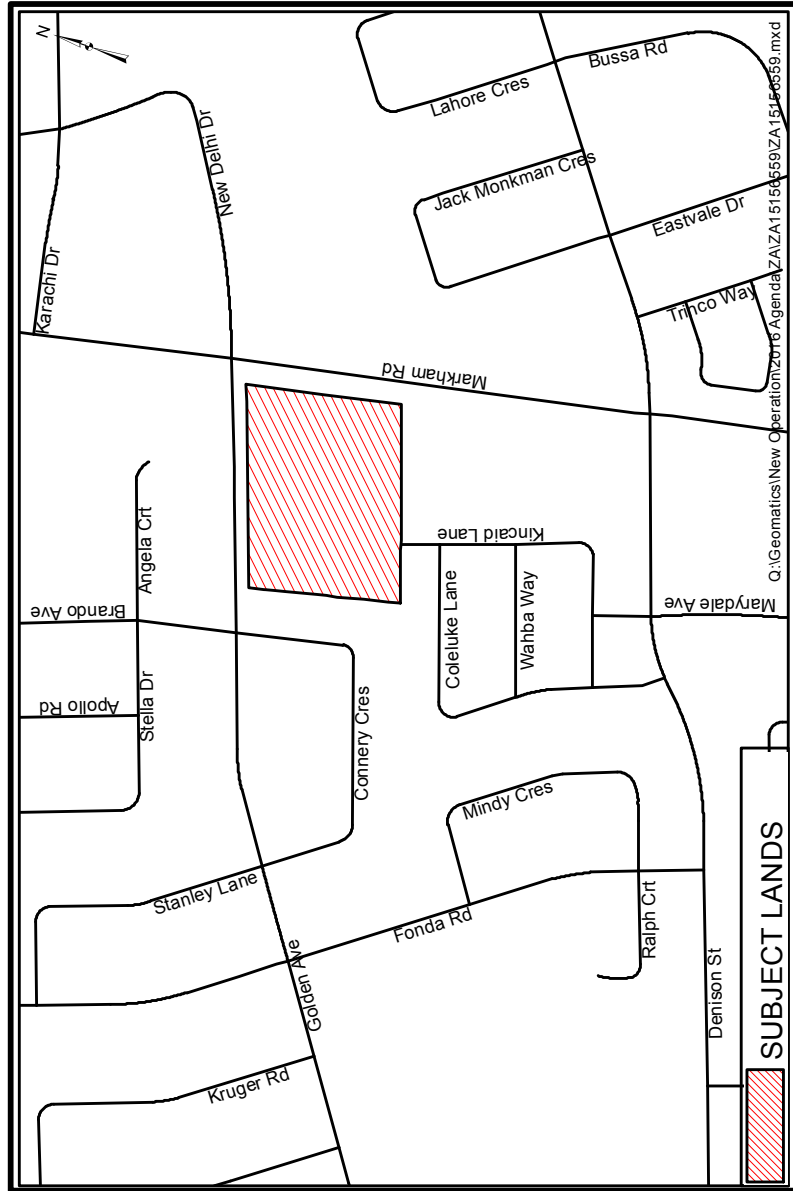 N
Karachi Dr
New Delhi Dr
Lahore Cres
Bussa Rd
Jack Monkman Cres
Eastvale Dr
Trinco Way
Markham Rd
Angela Crt
Brando Ave
Apollo Rd
Stella Dr
Connery Cres
Stanley Lane
Golden Ave
Kruger Rd
Fonda Rd
Mindy Cres
Ralph Crt
Coleluke Lane
Wahba Way
Kincaid Lane
Marydale Ave
Denison St
SUBJECT LANDS
Q:\Geomatics\New Operation\2016 Agenda\ZA\ZA15156559\ZA15156559.mxd